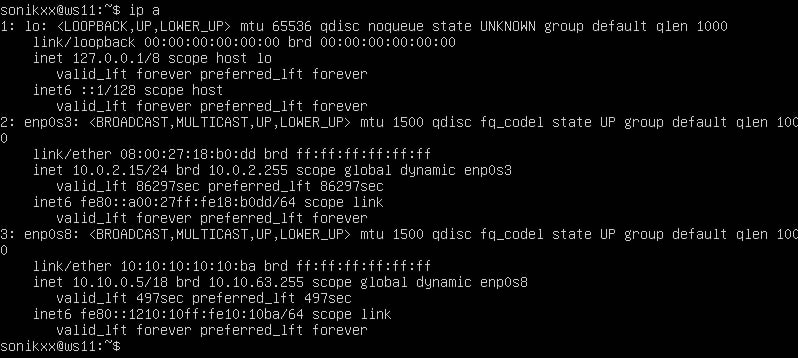 sonikxx@ws11:~$ ip a
1: lo: <LOOPBACK,UP,LOWER_UP> mtu 65536 qdisc noqueue state UNKNOWN group default qlen 1000
link/loopback 00:00:00:00:00:00 brd 00:00:00:00:00:00
inet 127.0.0.1/8 scope host lo
valid_lft forever preferred_lft forever
inet6 ::1/128 scope host
valid_lft forever preferred_lft forever
2: enp0s3: <BROADCAST,MULTICAST,UP,LOWER_UP> mtu 1500 qdisc fq_codel state UP group default qlen 100
0
link/ether 08:00:27:18:b0:dd brd ff:ff:ff:ff:ff:ff
inet 10.0.2.15/24 brd 10.0.2.255 scope global dynamic enp0s3
valid_lft 86297sec preferred_lft 86297sec
inet6 fe80::a00:27ff:fe18:b0dd/64 scope link
valid_lft forever preferred_lft forever
3: enp0s8: <BROADCAST,MULTICAST,UP,LOWER_UP> mtu 1500 qdisc fq_codel state UP group default qlen 100
0
link/ether 10:10:10:10:10:ba brd ff:ff:ff:ff:ff:ff
inet 10.10.0.5/18 brd 10.10.63.255 scope global dynamic enp0s8
valid_lft 497sec preferred_lft 497sec
inet6 fe80::1210:10ff:fe10:10ba/64 scope link
valid_lft forever preferred_lft forever
sonikxx@ws11:~$